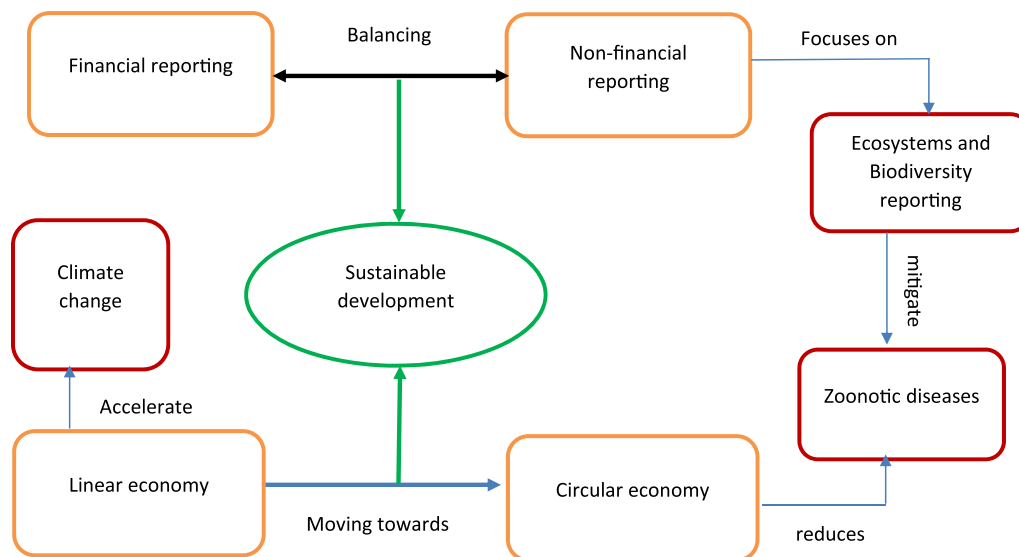 Balancing
Financial reporting
Non-financial
reporting
Focuses on
Ecosystems and
Biodiversity
reporting
Climate
change
Sustainable
development
mitigate
Zoonotic diseases
Accelerate
Linear economy
Moving towards
Circular economy
reduces